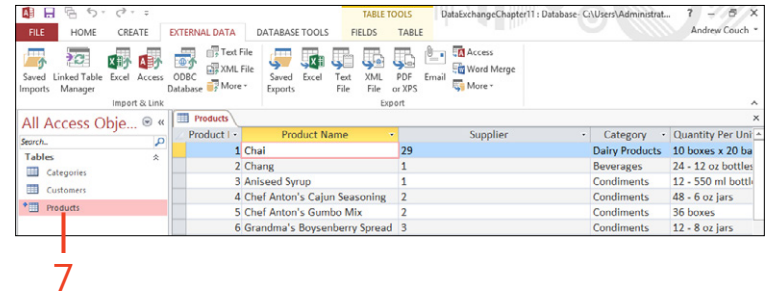 TABLE TOOLS DataExchangeChapter11 : Database- C:\Users\Administrat... ?
FILE HOME CREATE EXTERNAL DATA DATABASE TOOLS FIELDS TABLE Andrew Couch
Saved Imports Linked Table Manager Excel Access ODBC Database Text File XML File More Saved Exports Excel Text File XML File PDF or XPS Email Access Word Merge More
Import & Link Export
All Access Obje... « Products
Search...
Tables
Categories
Customers
Products
Product I Product Name Supplier Category Quantity Per Uni
1 Chai 29 Dairy Products 10 boxes x 20 ba
2 Chang 1 Beverages 24 - 12 oz bottles
3 Aniseed Syrup 1 Condiments 12 - 550 ml bottl
4 Chef Anton's Cajun Seasoning 2 Condiments 48 - 6 oz jars
5 Chef Anton's Gumbo Mix 2 Condiments 36 boxes
6 Grandma's Boysenberry Spread 3 Condiments 12 - 8 oz jars
7